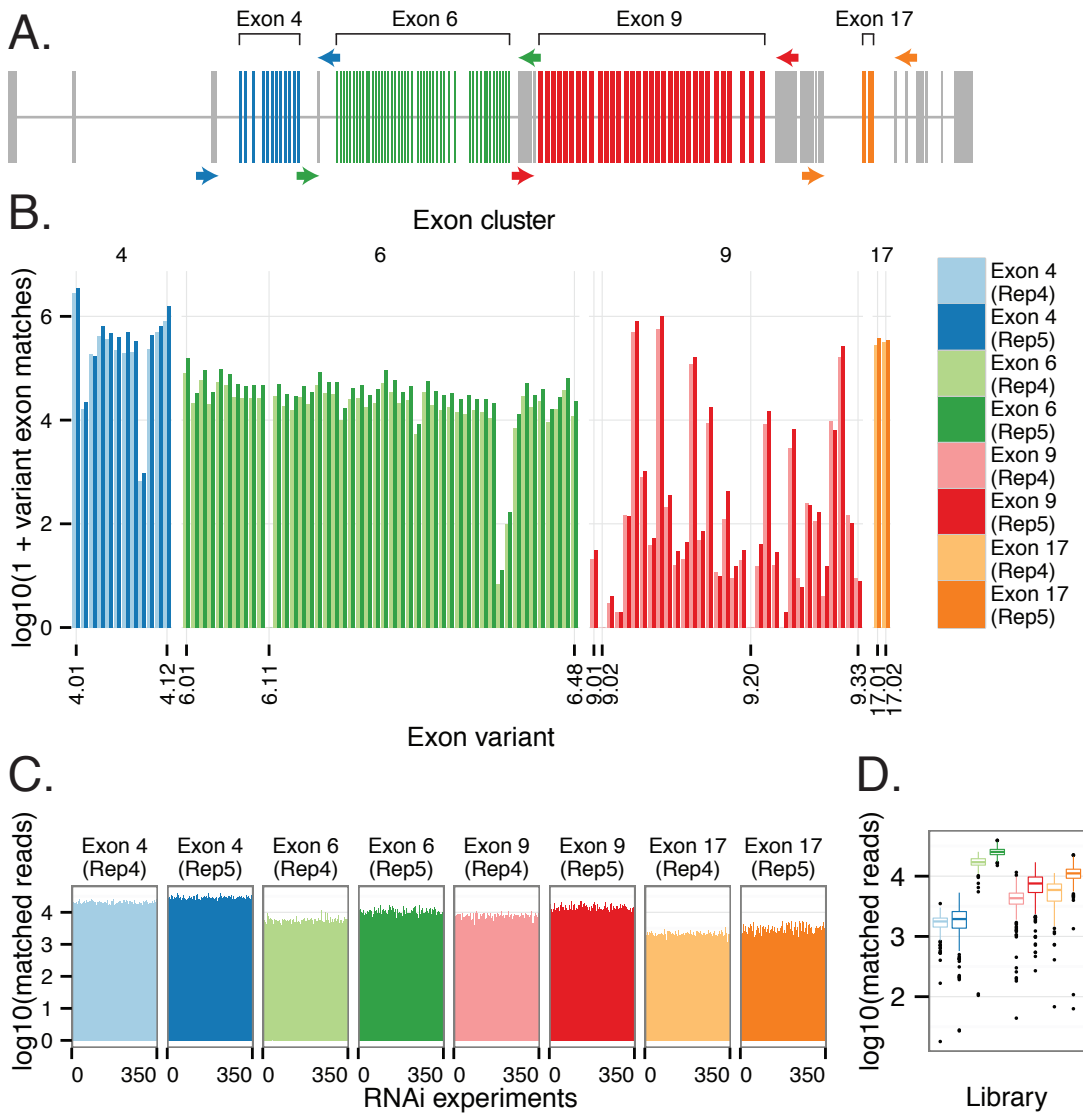 A.
Exon 4
Exon 6
Exon 9
Exon 17
B.
Exon cluster
4
6
9
17
log10(1 + variant exon matches)
6
4
2
0
4.01
4.12
6.01
6.11
6.48
9.01
9.02
9.20
9.33
17.01
17.02
Exon variant
Exon 4
(Rep4)
Exon 4
(Rep5)
Exon 6
(Rep4)
Exon 6
(Rep5)
Exon 9
(Rep4)
Exon 9
(Rep5)
Exon 17
(Rep4)
Exon 17
(Rep5)
C.
log10(matched reads)
Exon 4
(Rep4)
Exon 4
(Rep5)
Exon 6
(Rep4)
Exon 6
(Rep5)
Exon 9
(Rep4)
Exon 9
(Rep5)
Exon 17
(Rep4)
Exon 17
(Rep5)
4
3
2
1
0
0 350
0 350
0 350
0 350
0 350
0 350
0 350
0 350
RNAi experiments
D.
log10(matched reads)
4
3
2
Library